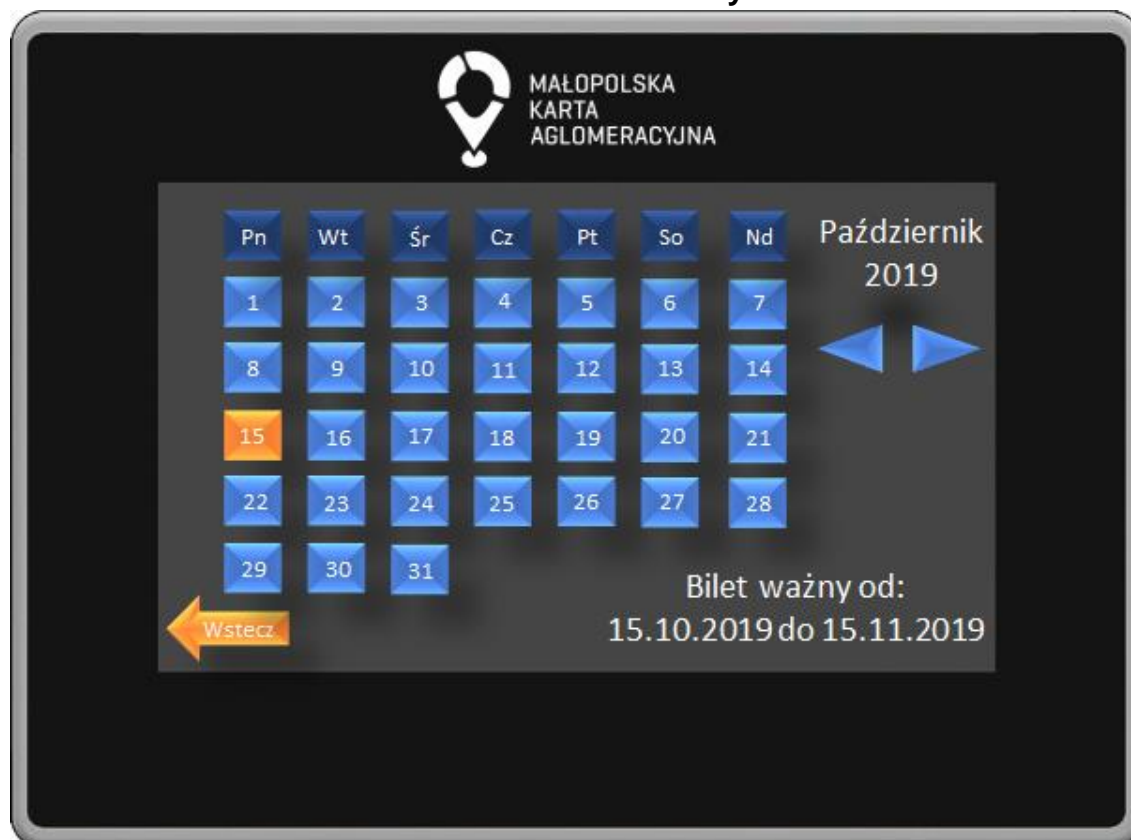 MAŁOPOLSKA
KARTA
AGLOMERACYJNA
Pn Wt Śr Cz Pt So Nd
Październik
2019
1 2 3 4 5 6 7
8 9 10 11 12 13 14
15 16 17 18 19 20 21
22 23 24 25 26 27 28
29 30 31
Wstecz
Bilet ważny od:
15.10.2019 do 15.11.2019